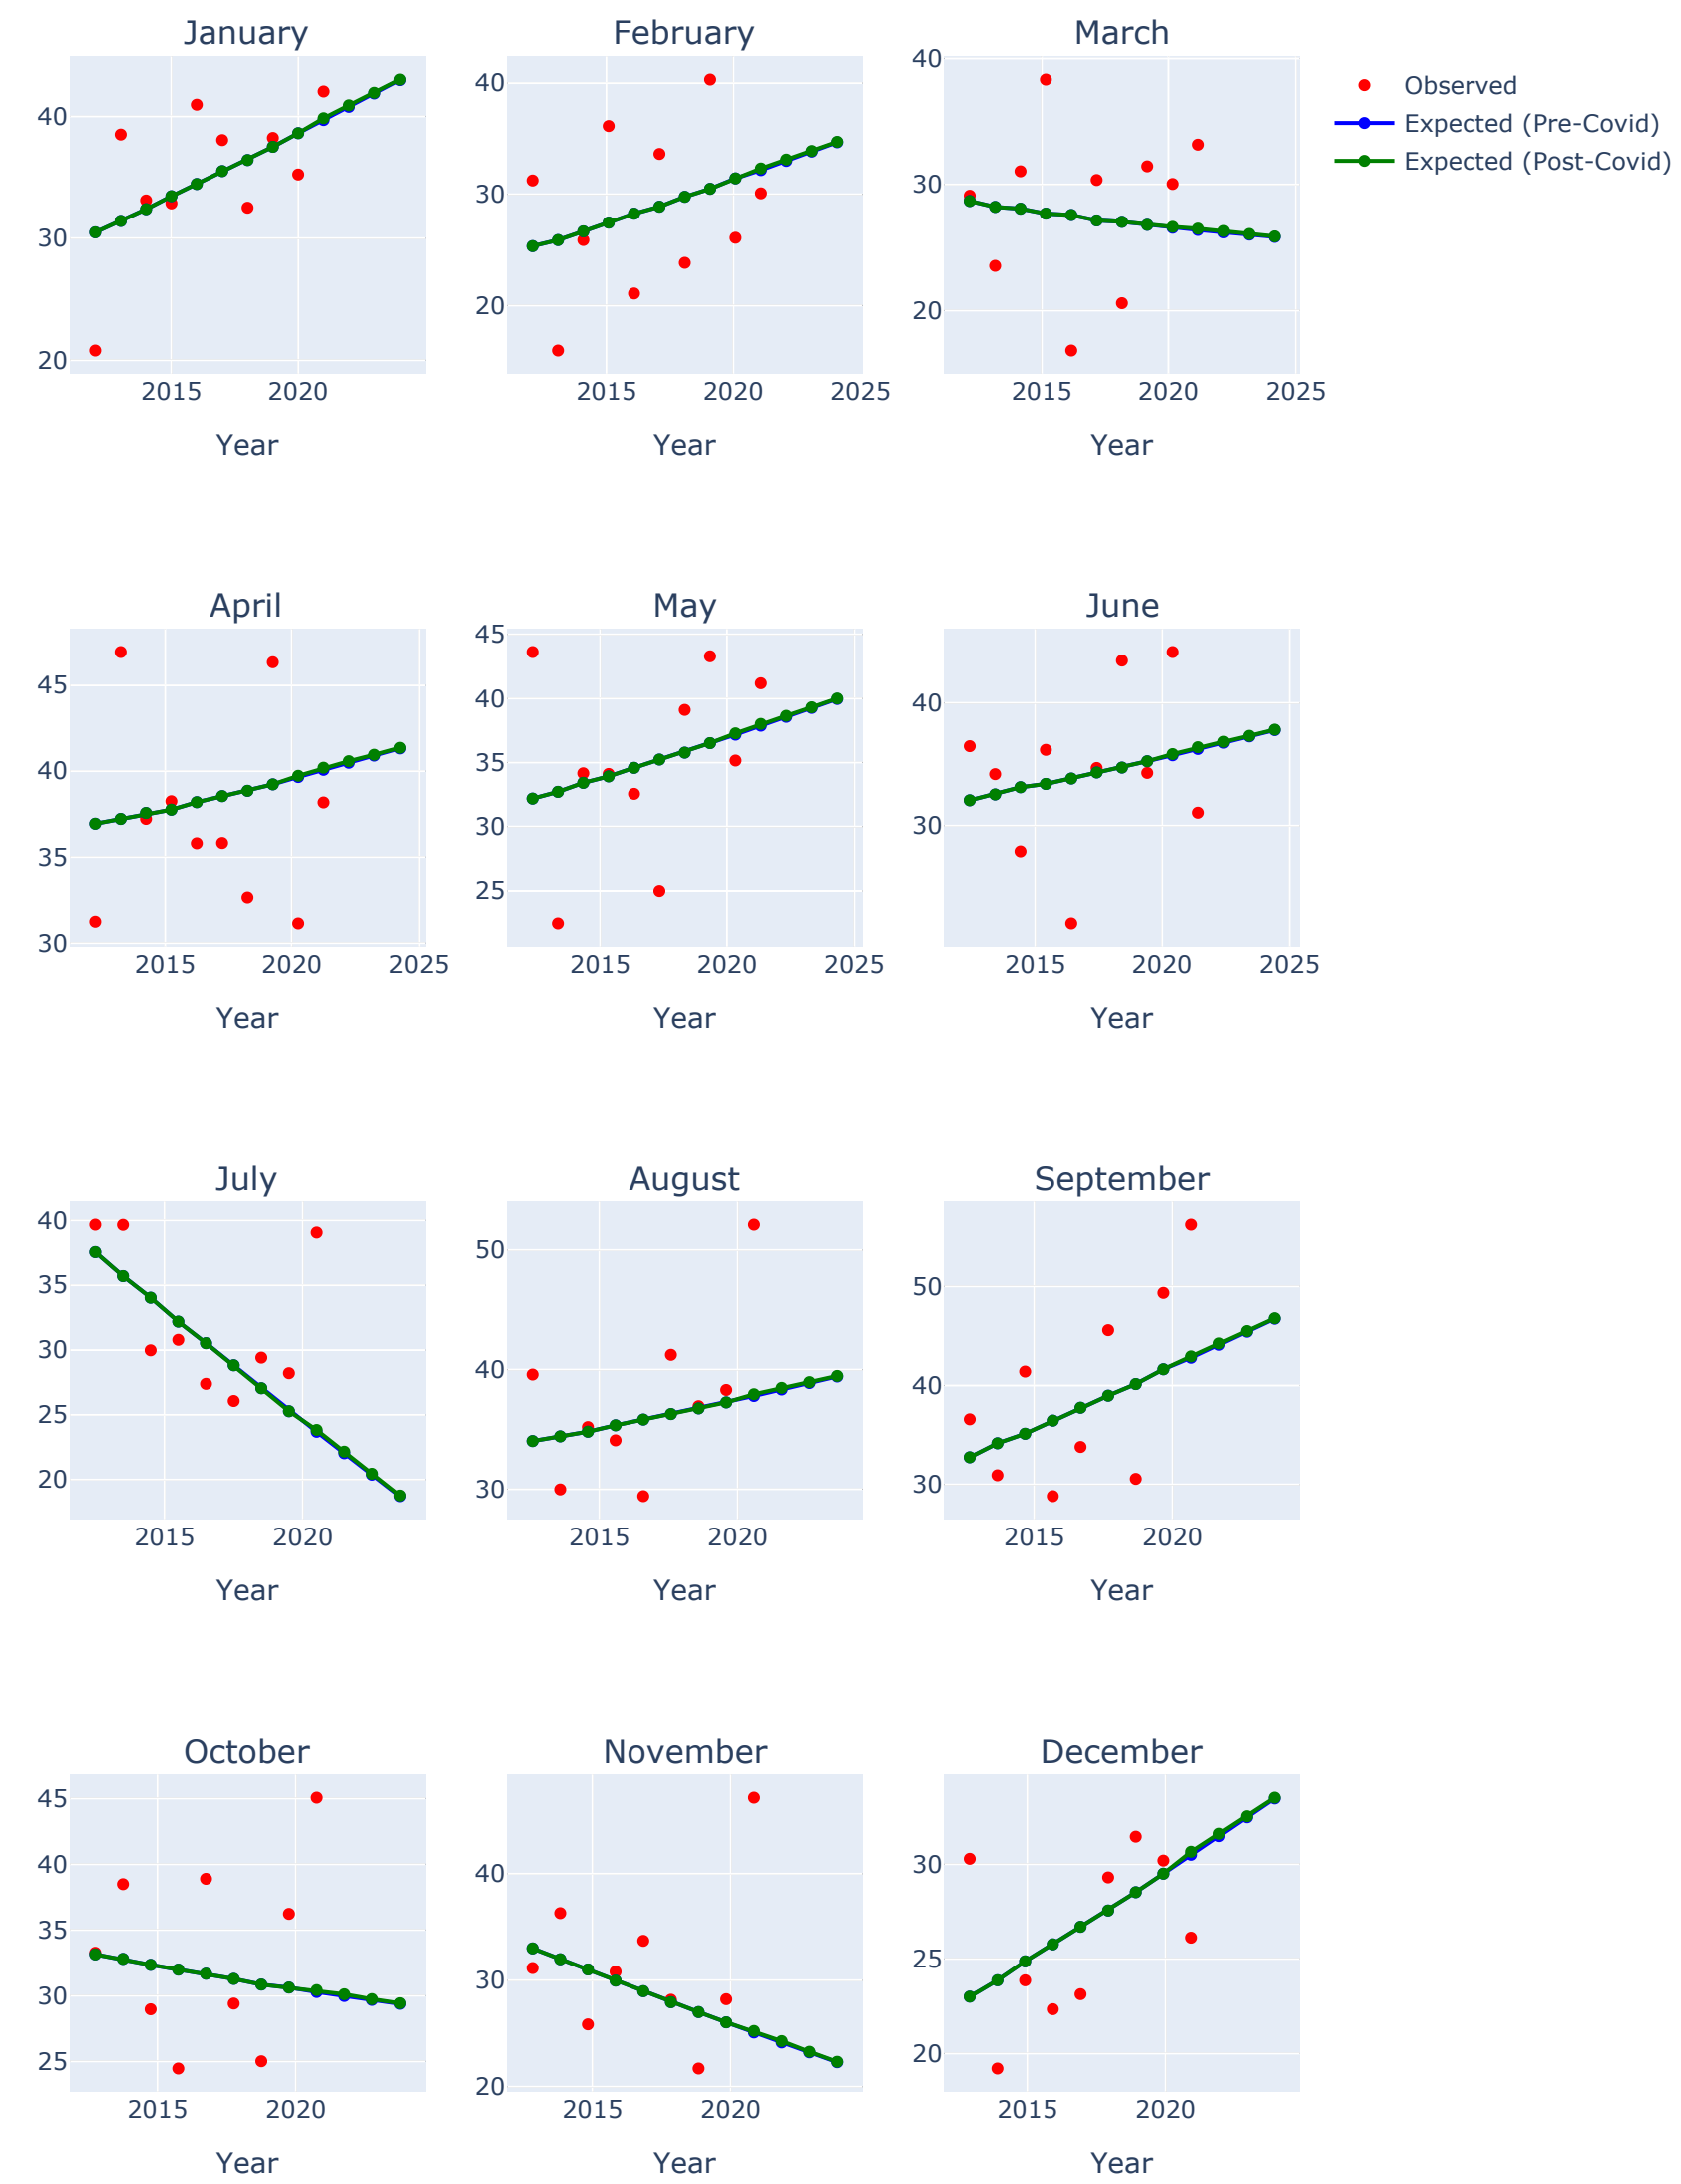 January February March
40
30
20
2015 2020
Year
40
30
20
2015 2020 2025
Year
40
30
20
2015 2020 2025
Year
Observed
Expected (Pre-Covid)
Expected (Post-Covid)
April May June
45
40
35
30
2015 2020 2025
Year
45
40
35
30
25
2015 2020 2025
Year
40
30
2015 2020 2025
Year
July August September
40
35
30
25
20
2015 2020
Year
50
40
30
2015 2020
Year
50
40
30
2015 2020
Year
October November December
45
40
35
30
25
2015 2020
Year
40
30
20
2015 2020
Year
30
25
20
2015 2020
Year